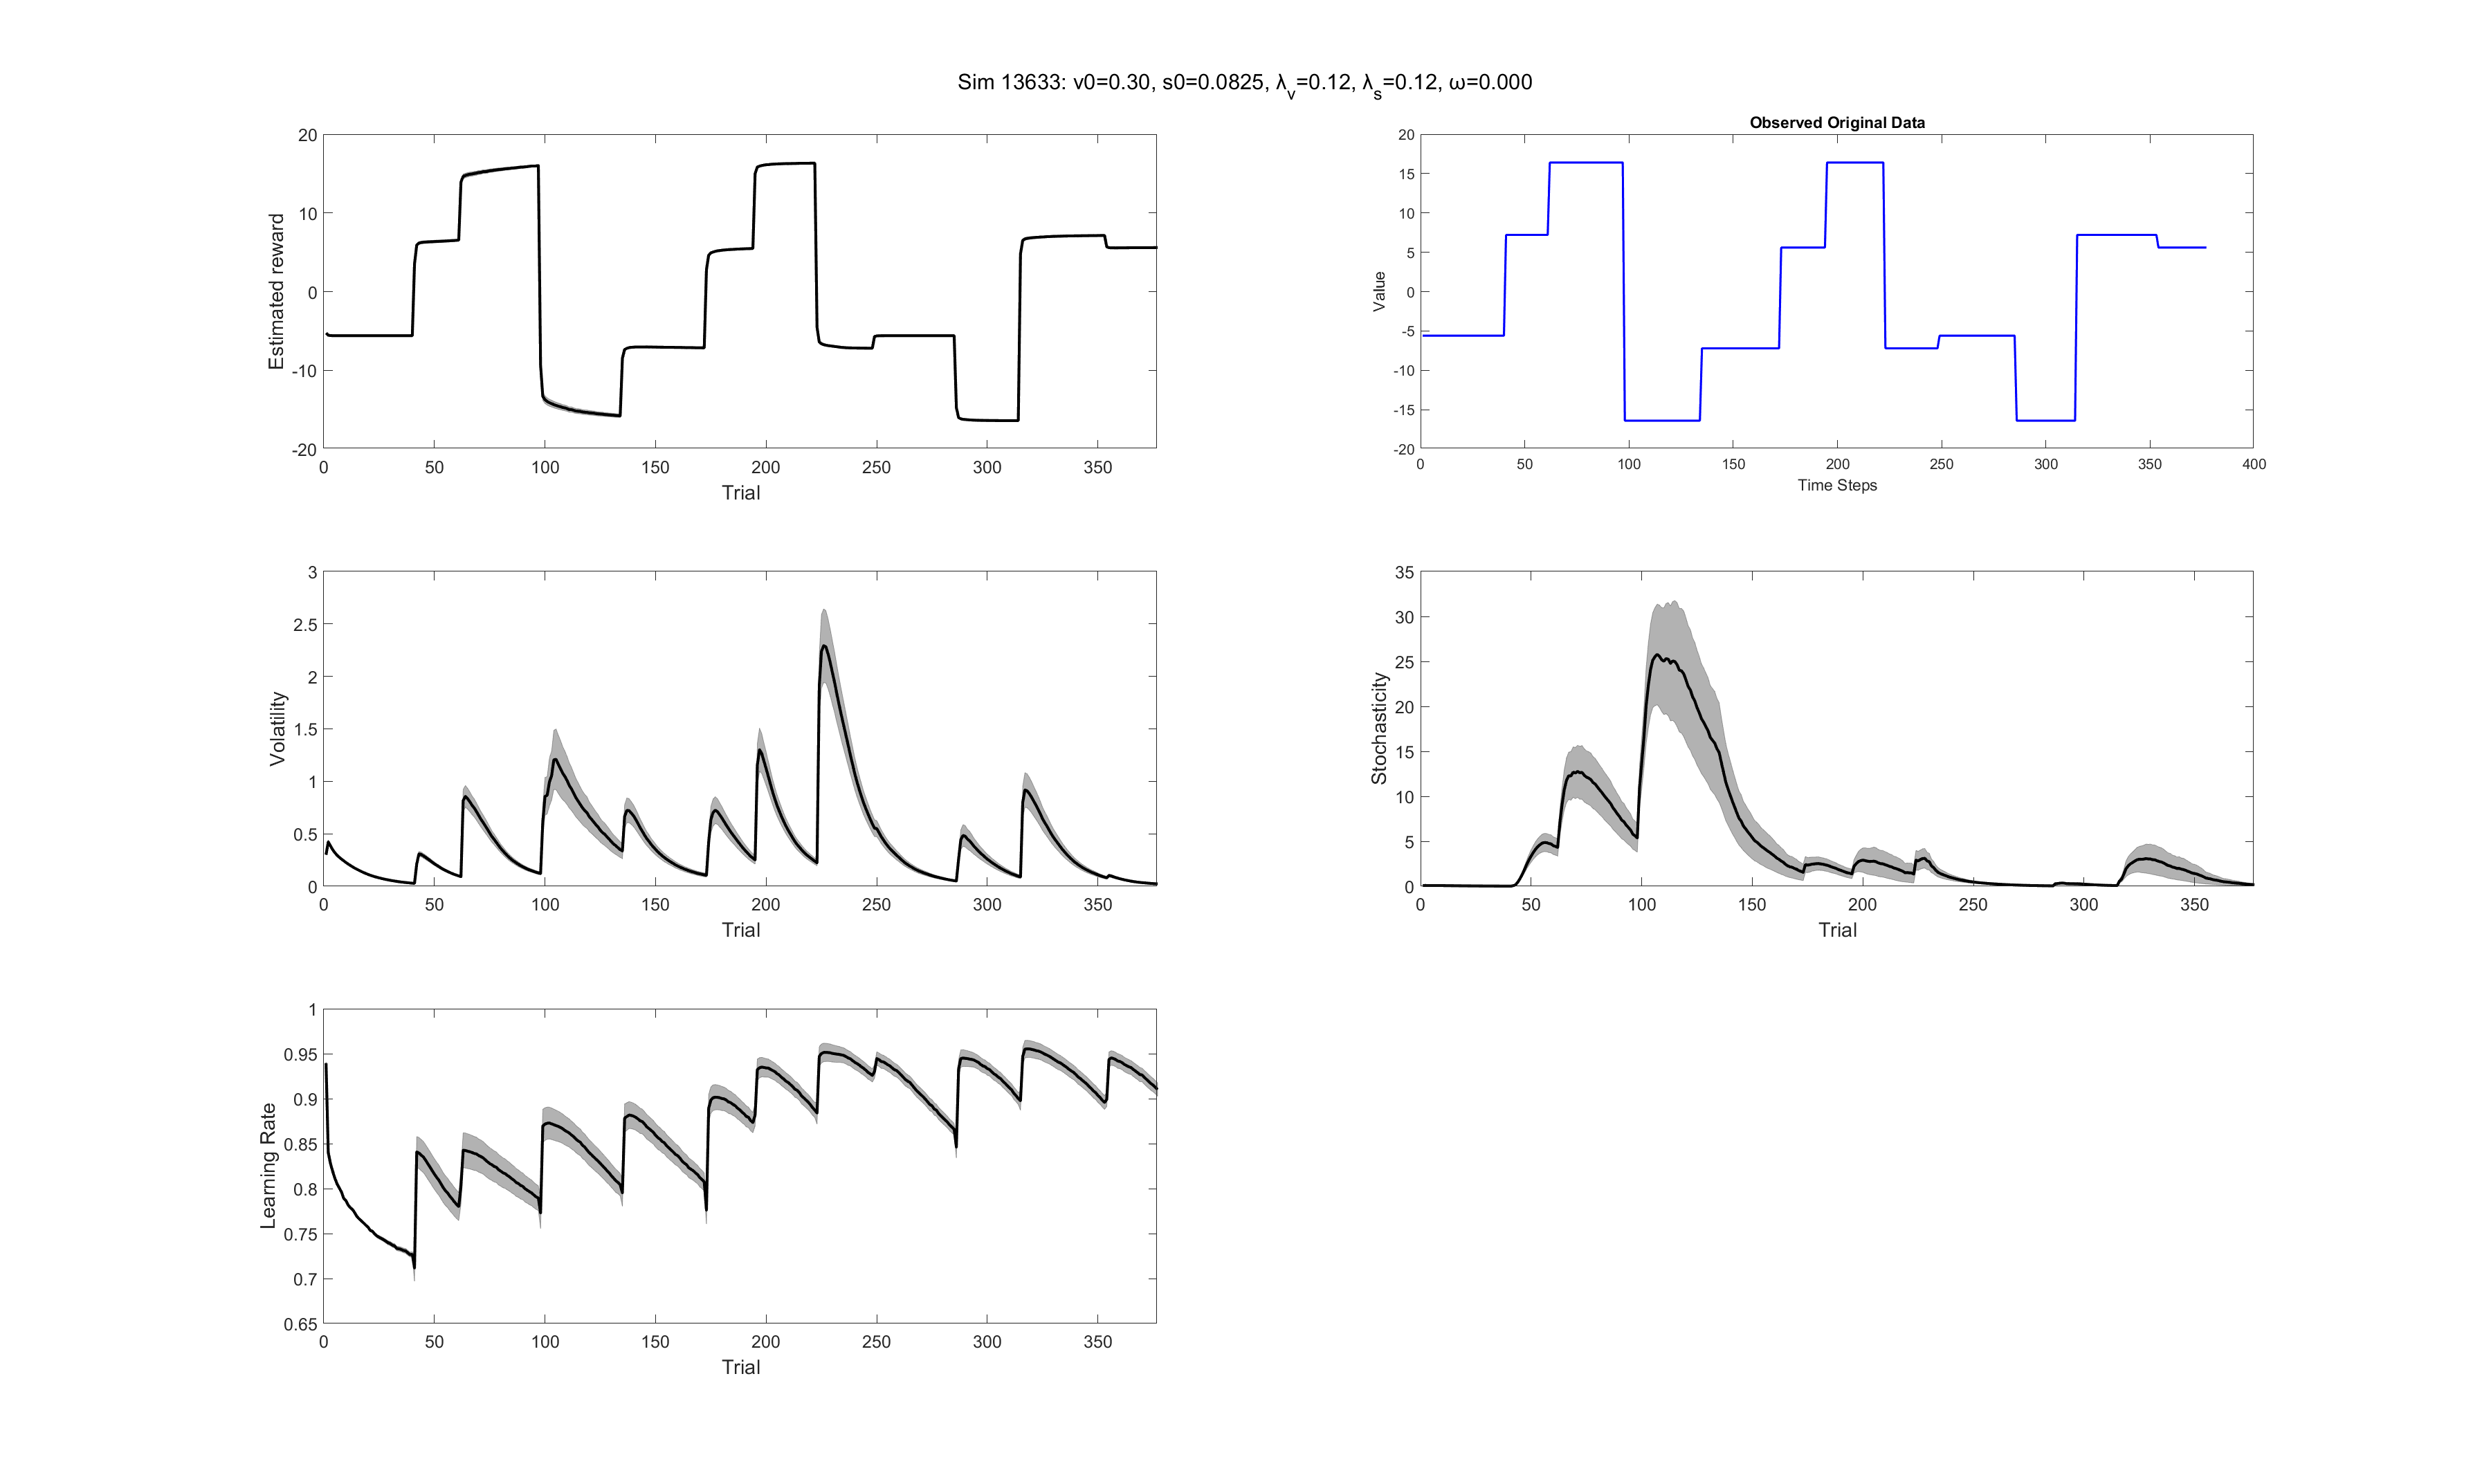 Sim 13633: v0=0.30, s0=0.0825, λv=0.12, λs=0.12, ω=0.000
Estimated reward
20
10
0
-10
-20
0 50 100 150 200 250 300 350
Trial
Observed Original Data
Value
20
15
10
5
0
-5
-10
-15
-20
0 50 100 150 200 250 300 350 400
Time Steps
Volatility
3
2.5
2
1.5
1
0.5
0
0 50 100 150 200 250 300 350
Trial
Stochasticity
35
30
25
20
15
10
5
0
0 50 100 150 200 250 300 350
Trial
Learning Rate
1
0.95
0.9
0.85
0.8
0.75
0.7
0.65
0 50 100 150 200 250 300 350
Trial